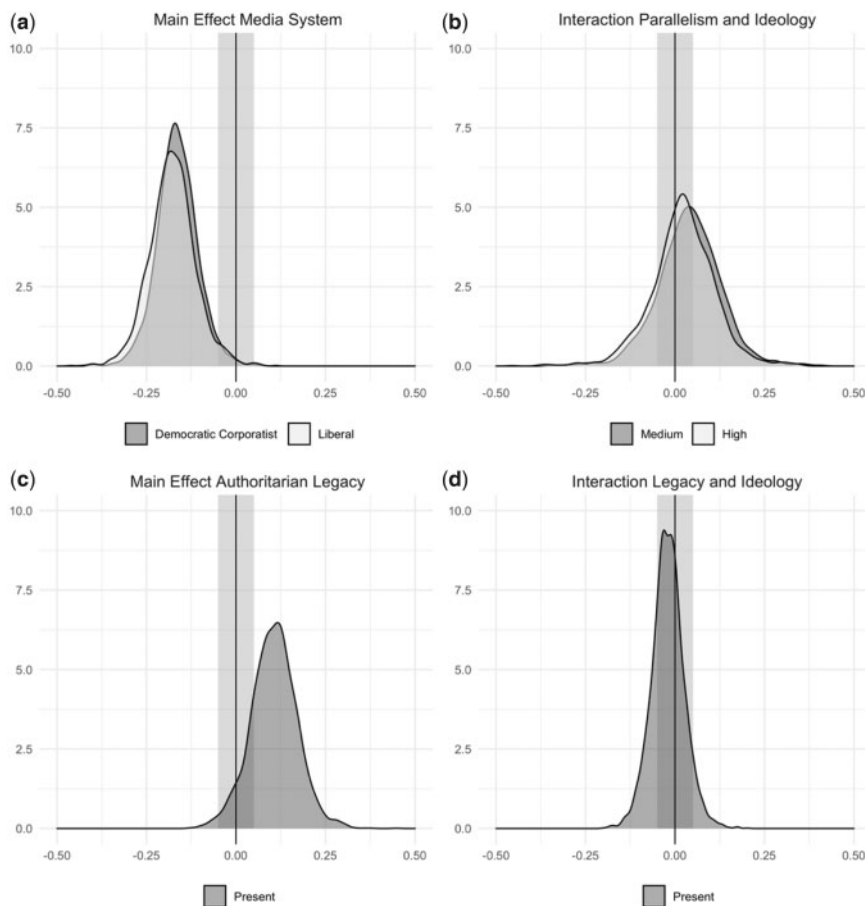 (a) Main Effect Media System
10.0
7.5
5.0
2.5
0.0
-0.50 -0.25 0.00 0.25 0.50
Democratic Corporatist Liberal
(b) Interaction Parallelism and Ideology
10.0
7.5
5.0
2.5
0.0
-0.50 -0.25 0.00 0.25 0.50
Medium High
(c) Main Effect Authoritarian Legacy
10.0
7.5
5.0
2.5
0.0
-0.50 -0.25 0.00 0.25 0.50
Present
(d) Interaction Legacy and Ideology
10.0
7.5
5.0
2.5
0.0
-0.50 -0.25 0.00 0.25 0.50
Present